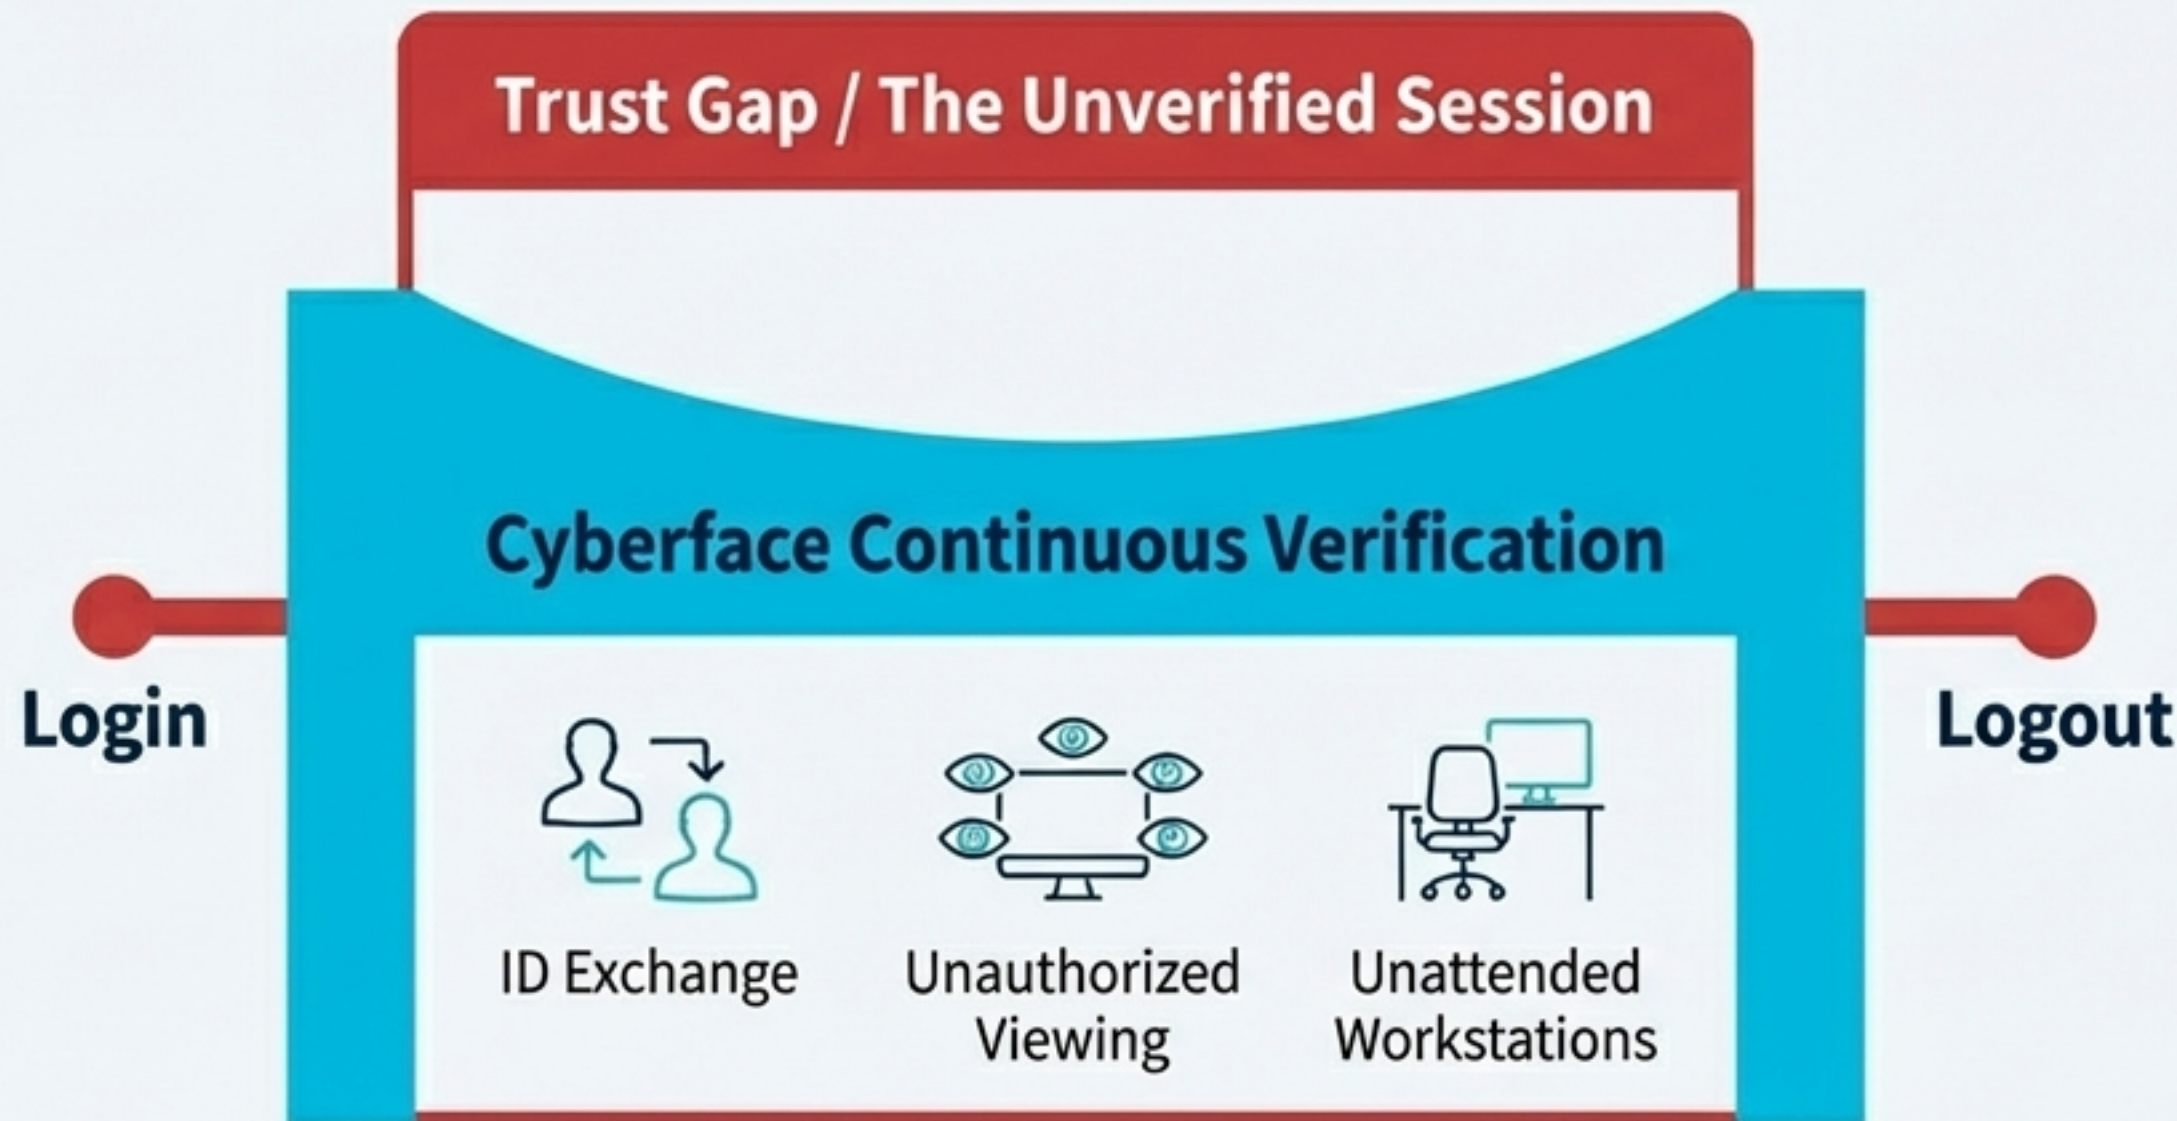 Trust Gap / The Unverified Session
Cyberface Continuous Verification
Login
Logout
ID Exchange
Unauthorized
Viewing
Unattended
Workstations